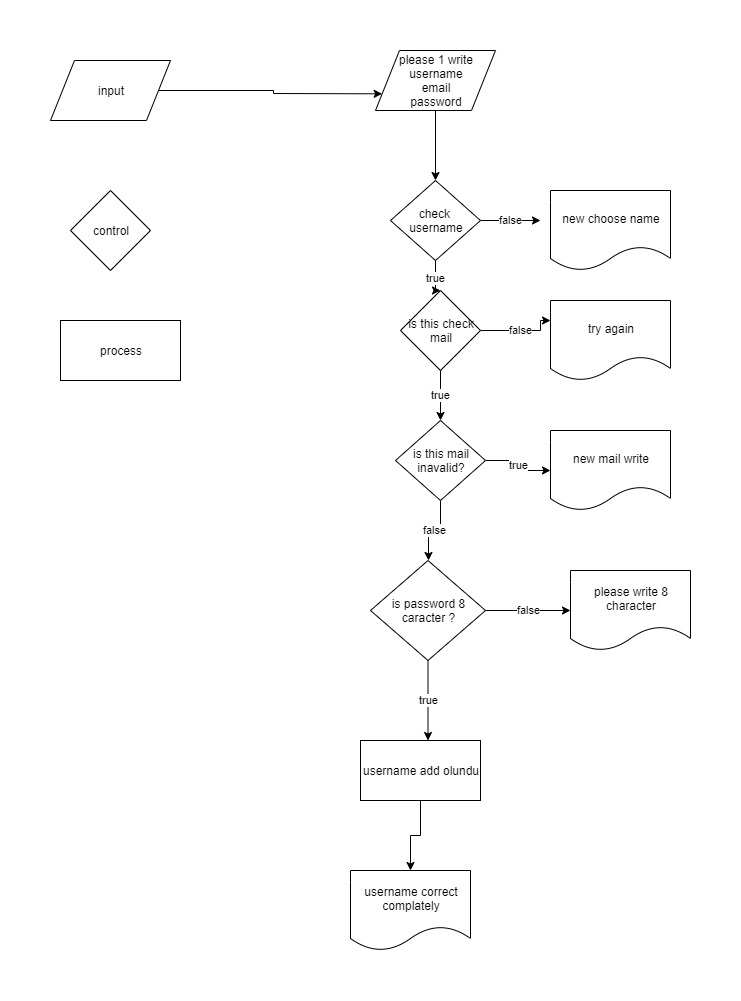 input
please 1 write
username
email
password
check
username
false
new choose name
control
true
is this check
mail
false
try again
process
true
is this mail
inavalid?
true
new mail write
false
is password 8
caracter ?
false
please write 8
character
true
username add olundu
username correct
complately